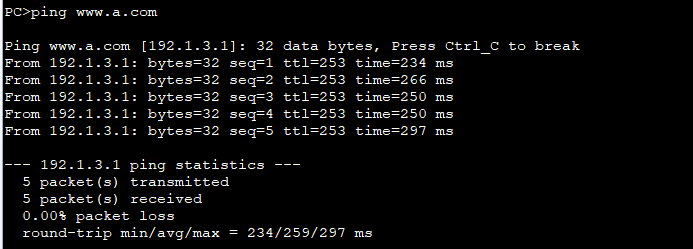 PC>ping www.a.com
Ping www.a.com [192.1.3.1]: 32 data bytes, Press Ctrl_C to break
From 192.1.3.1: bytes=32 seq=1 ttl=253 time=234 ms
From 192.1.3.1: bytes=32 seq=2 ttl=253 time=266 ms
From 192.1.3.1: bytes=32 seq=3 ttl=253 time=250 ms
From 192.1.3.1: bytes=32 seq=4 ttl=253 time=250 ms
From 192.1.3.1: bytes=32 seq=5 ttl=253 time=297 ms
--- 192.1.3.1 ping statistics ---
5 packet(s) transmitted
5 packet(s) received
0.00% packet loss
round-trip min/avg/max = 234/259/297 ms